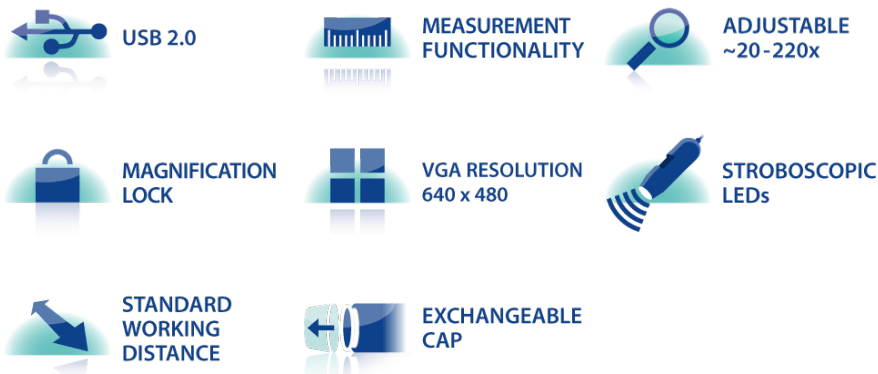 USB 2.0
MEASUREMENT
FUNCTIONALITY
ADJUSTABLE
~20-220x
MAGNIFICATION
LOCK
VGA RESOLUTION
640 x 480
STROBOSCOPIC
LEDs
STANDARD
WORKING
DISTANCE
EXCHANGEABLE
CAP